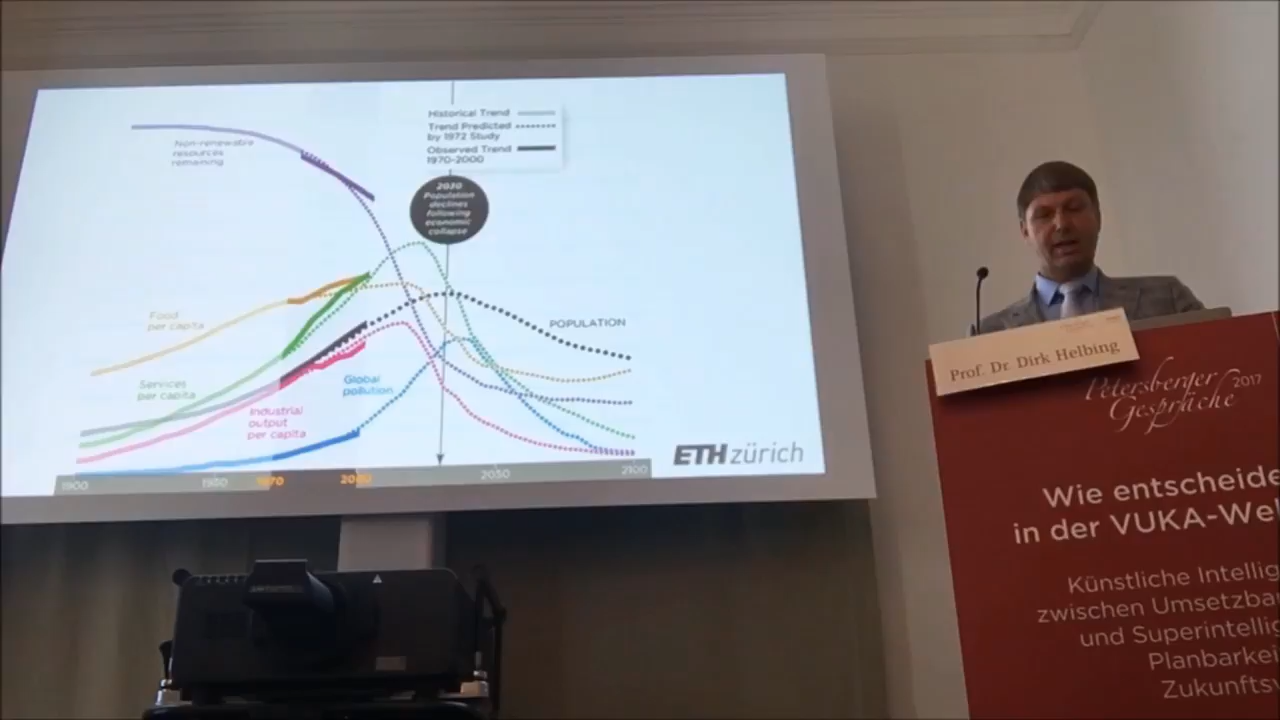 Historical Trend
Trend Predicted
by 1972 Study
Observed Trend
1970-2000
Non-renewable
resources
remaining
2030
Population
declines
following
economic
collapse
Food
per capita
POPULATION
Services
per capita
Global
pollution
Industrial
output
per capita
ETH zürich
1900
1950
1970
2000
2050
2100
Prof. Dr. Dirk Helbing
Petersberger
Gespräche 2017
Wie entscheide
in der VUKA-Wel
Künstliche Intellig
zwischen Umsetzba
und Superintellig
Planbarkei
Zukunftsv